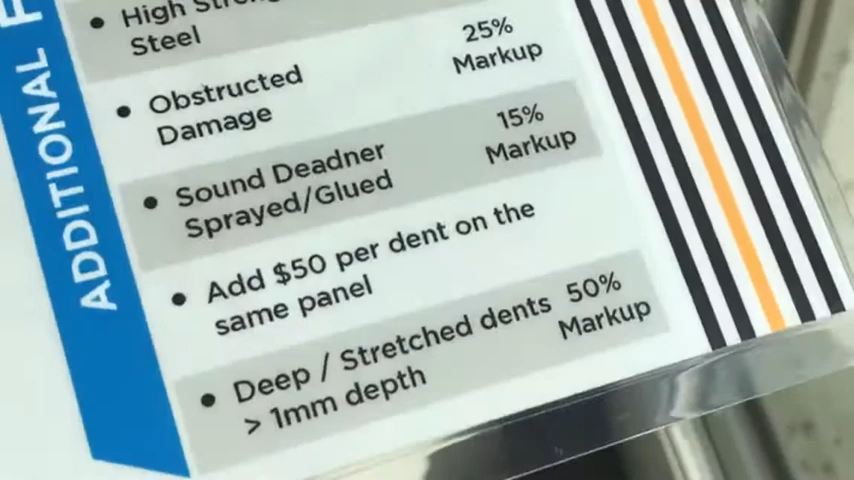 ADDITIONAL
• High
Steel
• Obstructed
Damage
25%
Markup
• Sound Deadner
Sprayed/Glued
15%
Markup
• Add $50 per dent on the
same panel
• Deep / Stretched dents
> 1mm depth
50%
Markup